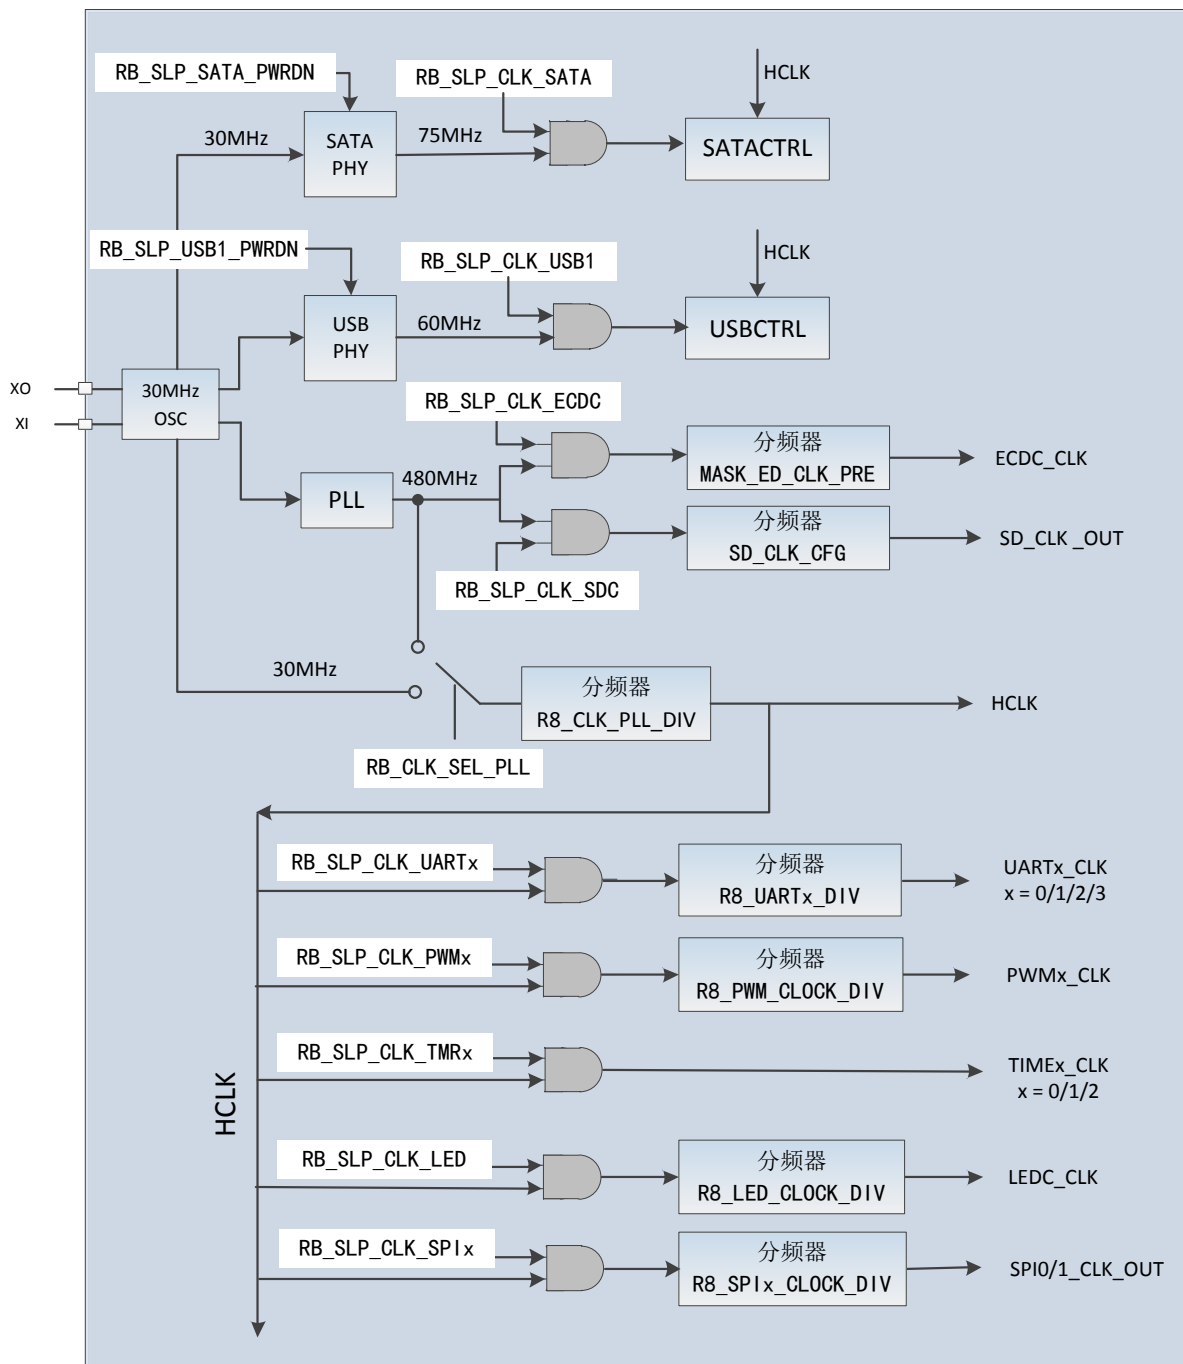 RB_SLP_SATA_PWRDN
RB_SLP_CLK_SATA
HCLK
30MHz
SATA
PHY
75MHz
SATACTRL
RB_SLP_USB1_PWRDN
RB_SLP_CLK_USB1
HCLK
USB
PHY
60MHz
USBCTRL
XO
XI
30MHz
OSC
RB_SLP_CLK_ECDC
分频器
MASK_ED_CLK_PRE
ECDC_CLK
PLL
480MHz
分频器
SD_CLK_CFG
SD_CLK _OUT
RB_SLP_CLK_SDC
30MHz
分频器
R8_CLK_PLL_DIV
HCLK
RB_CLK_SEL_PLL
RB_SLP_CLK_UARTx
分频器
R8_UARTx_DIV
UARTx_CLK
x = 0/1/2/3
RB_SLP_CLK_PWMx
分频器
R8_PWM_CLOCK_DIV
PWMx_CLK
RB_SLP_CLK_TMRx
TIMEx_CLK
x = 0/1/2
HCLK
RB_SLP_CLK_LED
分频器
R8_LED_CLOCK_DIV
LEDC_CLK
RB_SLP_CLK_SPIx
分频器
R8_SPIx_CLOCK_DIV
SPI0/1_CLK_OUT